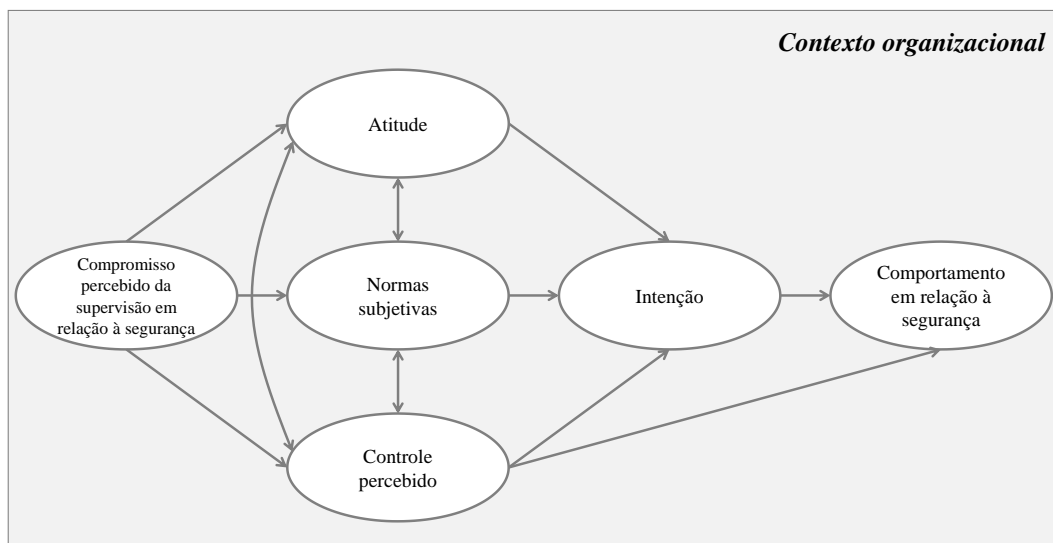 Contexto organizacional
Atitude
Compromisso
percebido da
supervisão em
relação à segurança
Normas
subjetivas
Intenção
Comportamento
em relação à
segurança
Controle
percebido